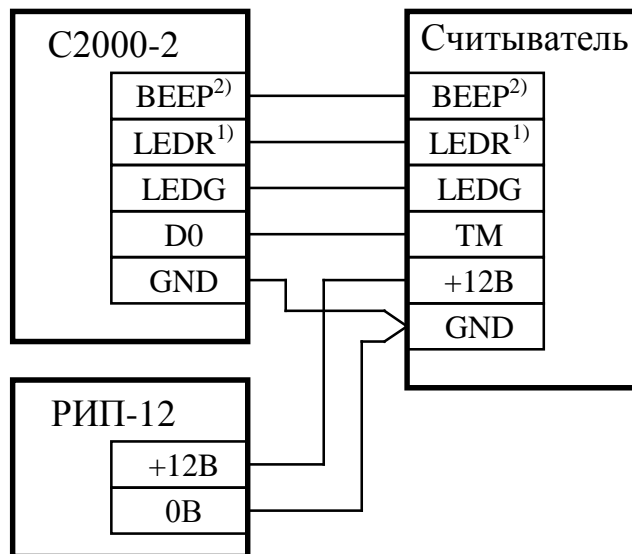 С2000-2
BEEP2)
LEDR1)
LEDG
D0
GND
Считыватель
BEEP2)
LEDR1)
LEDG
TM
+12В
GND
РИП-12
+12В
0В